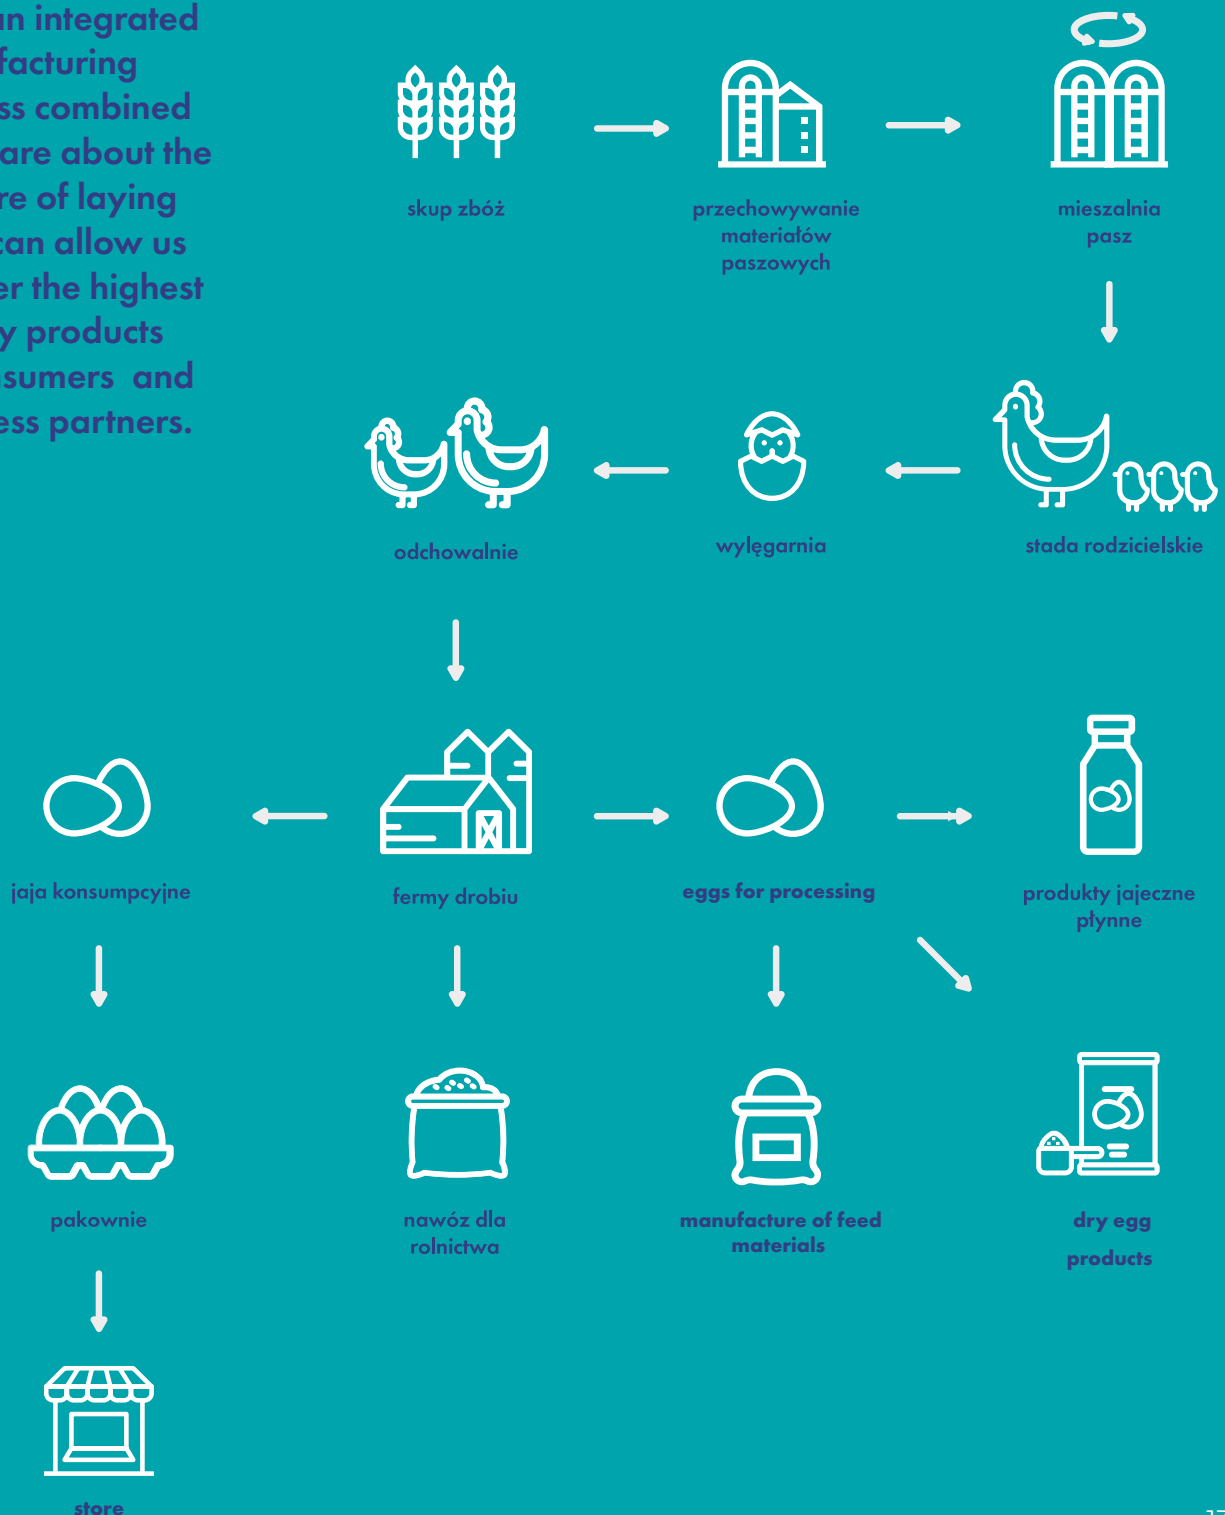 an integrated
facturing
ss combined
are about the
re of laying
can allow us
er the highest
y products
nsumers and
ess partners.
skup zbóż
przechowywanie
materiałów
paszowych
mieszalnia
pasz
odchowalnie
wylęgarnia
stada rodzicielskie
jaja konsumpcyjne
fermy drobiu
eggs for processing
produkty jajeczne
płynne
pakownie
nawóz dla
rolnictwa
manufacture of feed
materials
dry egg
products
store